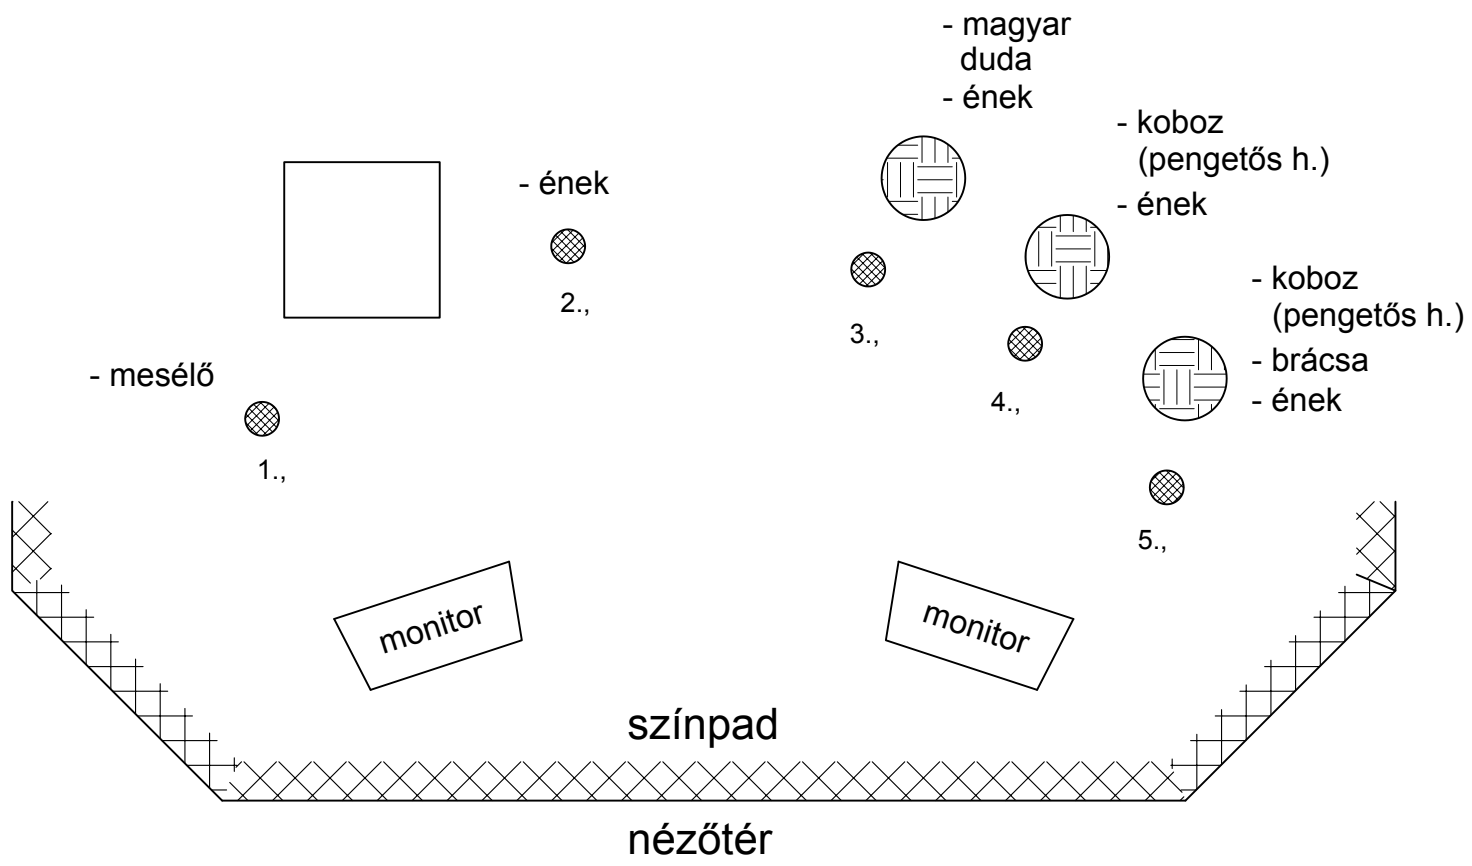 - magyar
duda
- ének
- koboz
(pengetős h.)
- ének
- ének
2.,
- koboz
(pengetős h.)
- brácsa
- ének
3.,
4.,
- mesélő
1.,
5.,
monitor
monitor
színpad
nézőtér